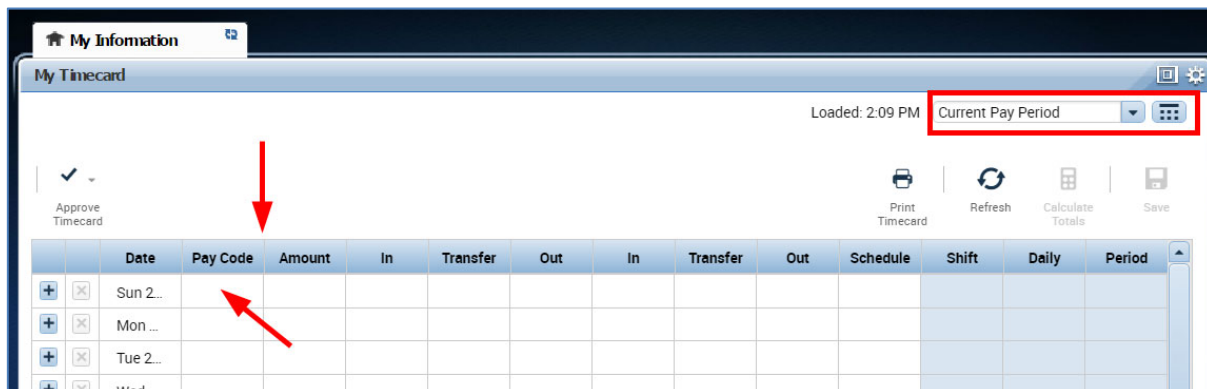 My Information
My Timecard
Loaded: 2:09 PM Current Pay Period
Approve
Timecard
Print
Timecard
Refresh
Calculate
Totals
Save
Date Pay Code Amount In Transfer Out In Transfer Out Schedule Shift Daily Period
Sun 2...
Mon ...
Tue 2...